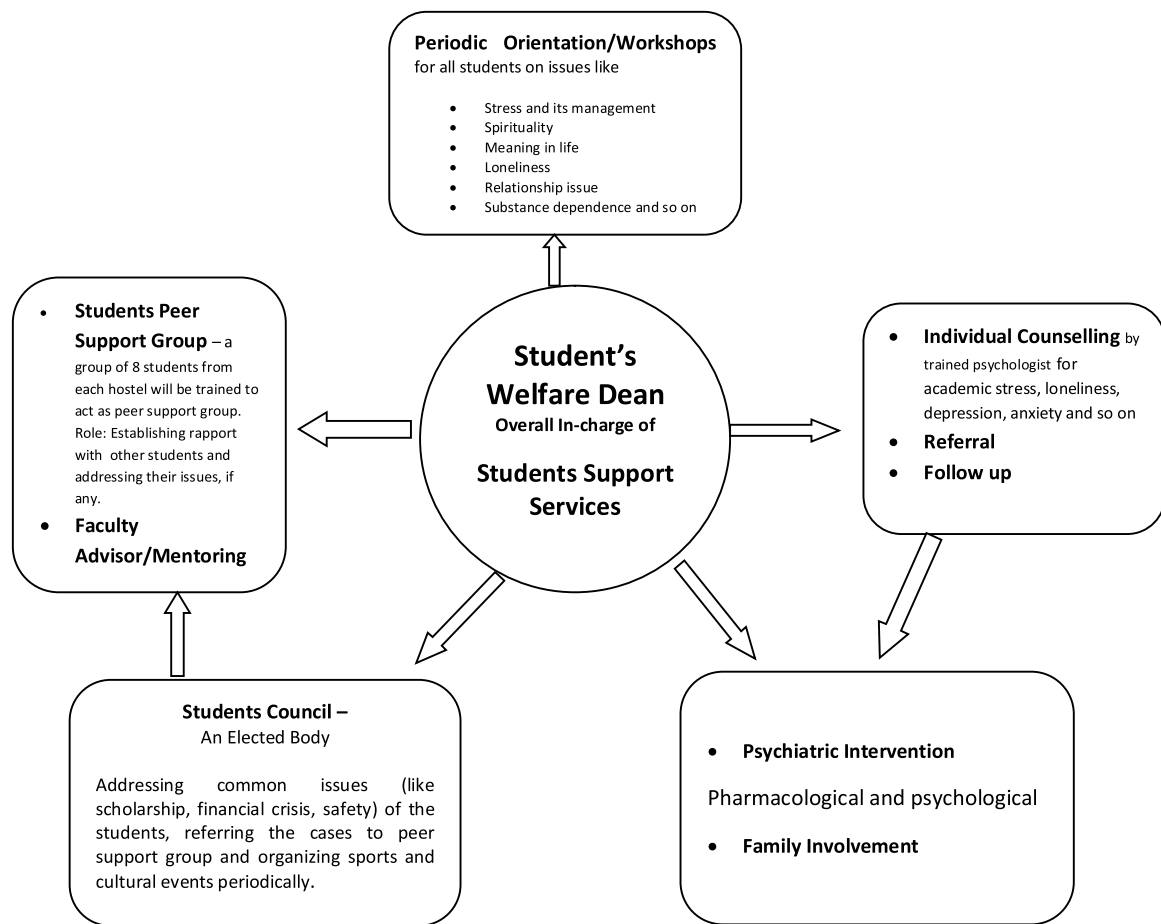 Periodic Orientation/Workshops
for all students on issues like
• Stress and its management
• Spirituality
• Meaning in life
• Loneliness
• Relationship issue
• Substance dependence and so on
• Students Peer
Support Group – a
group of 8 students from
each hostel will be trained to
act as peer support group.
Role: Establishing rapport
with other students and
addressing their issues, if
any.
• Faculty
Advisor/Mentoring
Student’s
Welfare Dean
Overall In-charge of
Students Support
Services
• Individual Counselling by
trained psychologist for
academic stress, loneliness,
depression, anxiety and so on
• Referral
• Follow up
Students Council –
An Elected Body
Addressing common issues (like
scholarship, financial crisis, safety) of the
students, referring the cases to peer
support group and organizing sports and
cultural events periodically.
• Psychiatric Intervention
Pharmacological and psychological
• Family Involvement